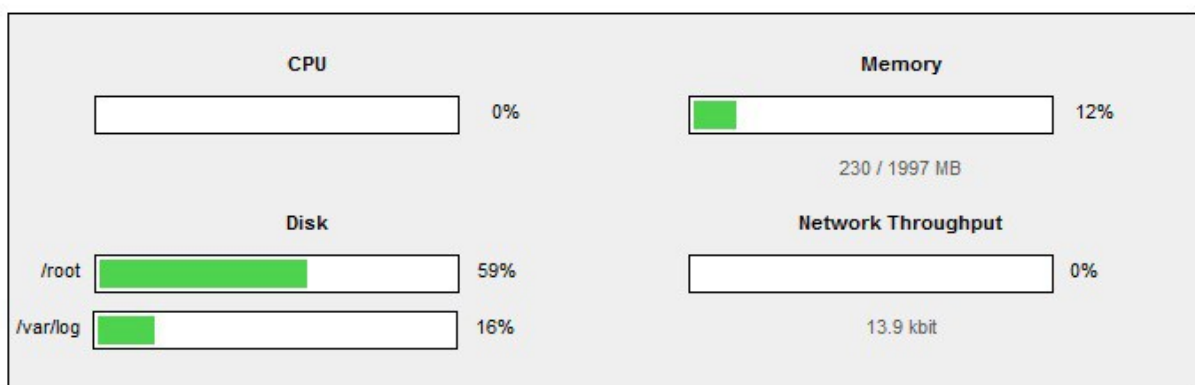 CPU
0%
Memory
12%
230 / 1997 MB
Disk
/root
59%
/var/log
16%
Network Throughput
0%
13.9 kbit